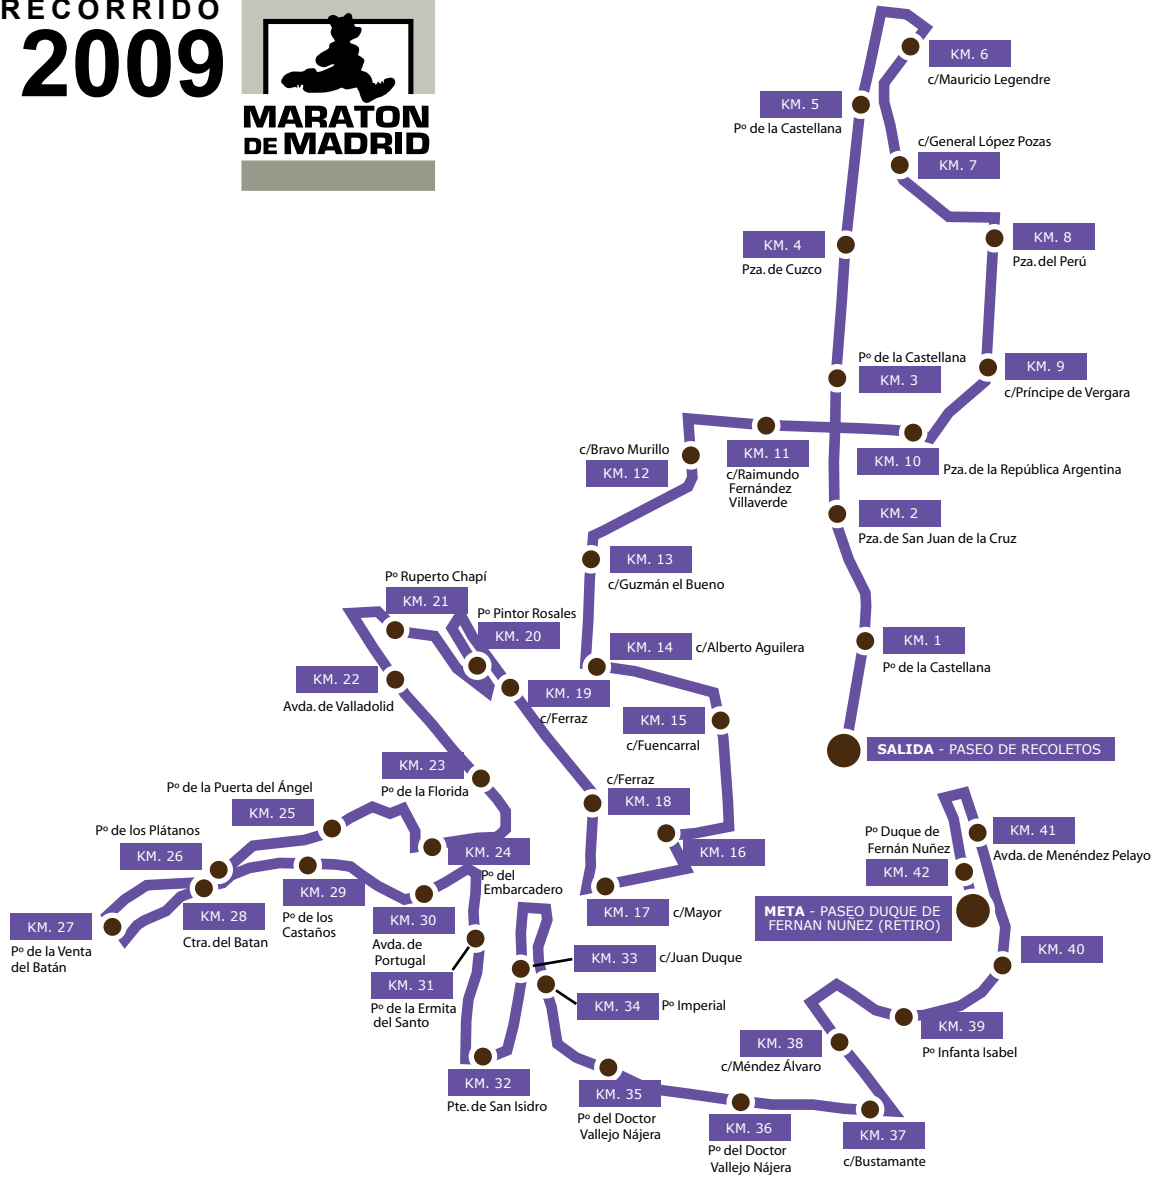 RECORRIDO
2009
MARATON
DE MADRID
KM. 6
c/Mauricio Legendre
KM. 5
Pº de la Castellana
c/General López Pozas
KM. 7
KM. 4
Pza. de Cuzco
KM. 8
Pza. del Perú
Pº de la Castellana
KM. 3
KM. 9
c/Príncipe de Vergara
c/Bravo Murillo
KM. 12
KM. 11
c/Raimundo
Fernández
Villaverde
KM. 10
Pza. de la República Argentina
KM. 2
Pza. de San Juan de la Cruz
KM. 13
c/Guzmán el Bueno
Pº Ruperto Chapí
KM. 21
Pº Pintor Rosales
KM. 20
KM. 14
c/Alberto Aguilera
KM. 1
Pº de la Castellana
KM. 22
Avda. de Valladolid
KM. 19
c/Ferraz
KM. 15
c/Fuencarral
SALIDA - PASEO DE RECOLETOS
KM. 23
Pº de la Florida
c/Ferraz
KM. 18
Pº de la Puerta del Ángel
KM. 25
Pº de los Plátanos
KM. 26
KM. 24
Pº del
Embarcadero
KM. 16
Pº Duque de
Fernán Nuñez
KM. 42
KM. 41
Avda. de Menéndez Pelayo
KM. 29
Pº de los
Castaños
KM. 27
Pº de la Venta
del Batán
KM. 28
Ctra. del Batan
KM. 30
Avda. de
Portugal
KM. 17
c/Mayor
META - PASEO DUQUE DE
FERNAN NUÑEZ (RETIRO)
KM. 40
KM. 33
c/Juan Duque
KM. 31
Pº de la Ermita
del Santo
KM. 34
Pº Imperial
KM. 39
Pº Infanta Isabel
KM. 38
c/Méndez Álvaro
KM. 32
Pte. de San Isidro
KM. 35
Pº del Doctor
Vallejo Nájera
KM. 36
Pº del Doctor
Vallejo Nájera
KM. 37
c/Bustamante